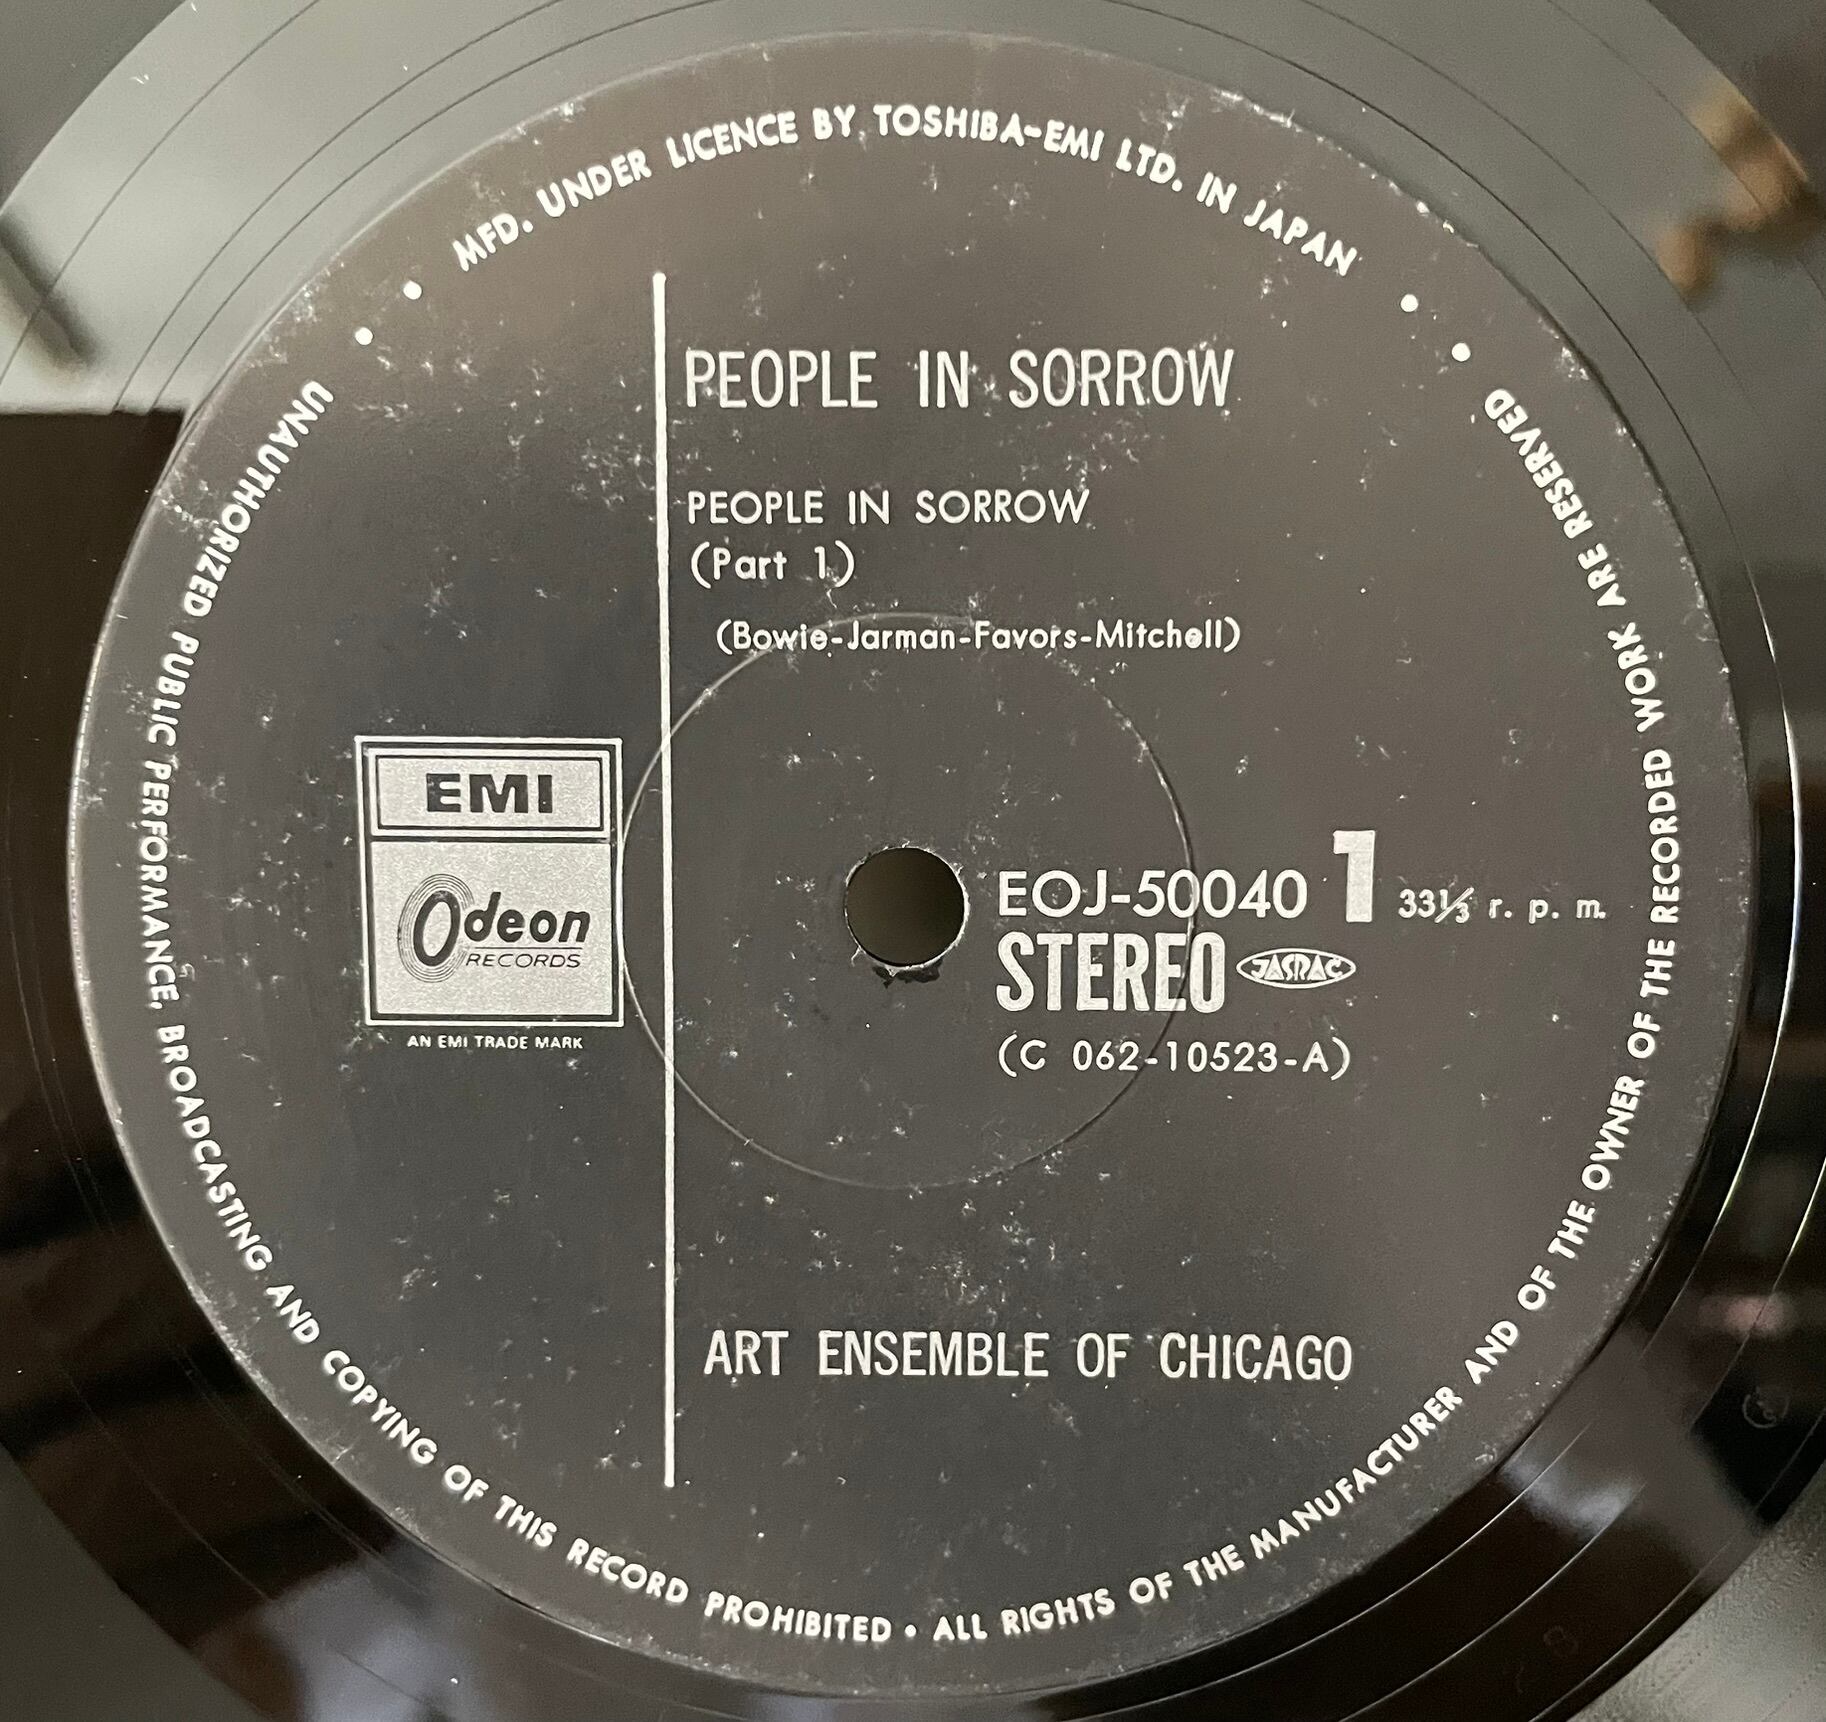 MFD. UNDER LICENCE BY TOSHIBA-EMI LTD. IN JAPAN
PEOPLE IN SORROW
PEOPLE IN SORROW
(Part 1)
(Bowie-Jarman-Favors-Mitchell)
EMI
Odeon
RECORDS
AN EMI TRADE MARK
EOJ-50040 1 33⅓ r. p. m.
STEREO JASRAC
(C 062-10523-A)
ART ENSEMBLE OF CHICAGO
UNAUTHORIZED PUBLIC PERFORMANCE, BROADCASTING AND COPYING OF THIS RECORD PROHIBITED • ALL RIGHTS OF THE MANUFACTURER AND OF THE OWNER OF THE RECORDED WORK ARE RESERVED